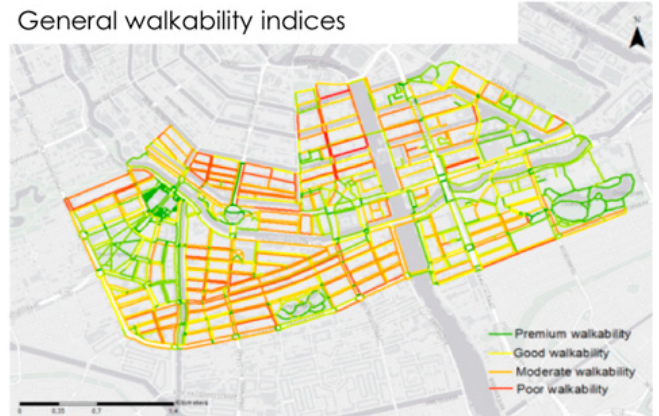 General walkability indices
N
Premium walkability
Good walkability
Moderate walkability
Poor walkability
0 0,35 0,7 1,4